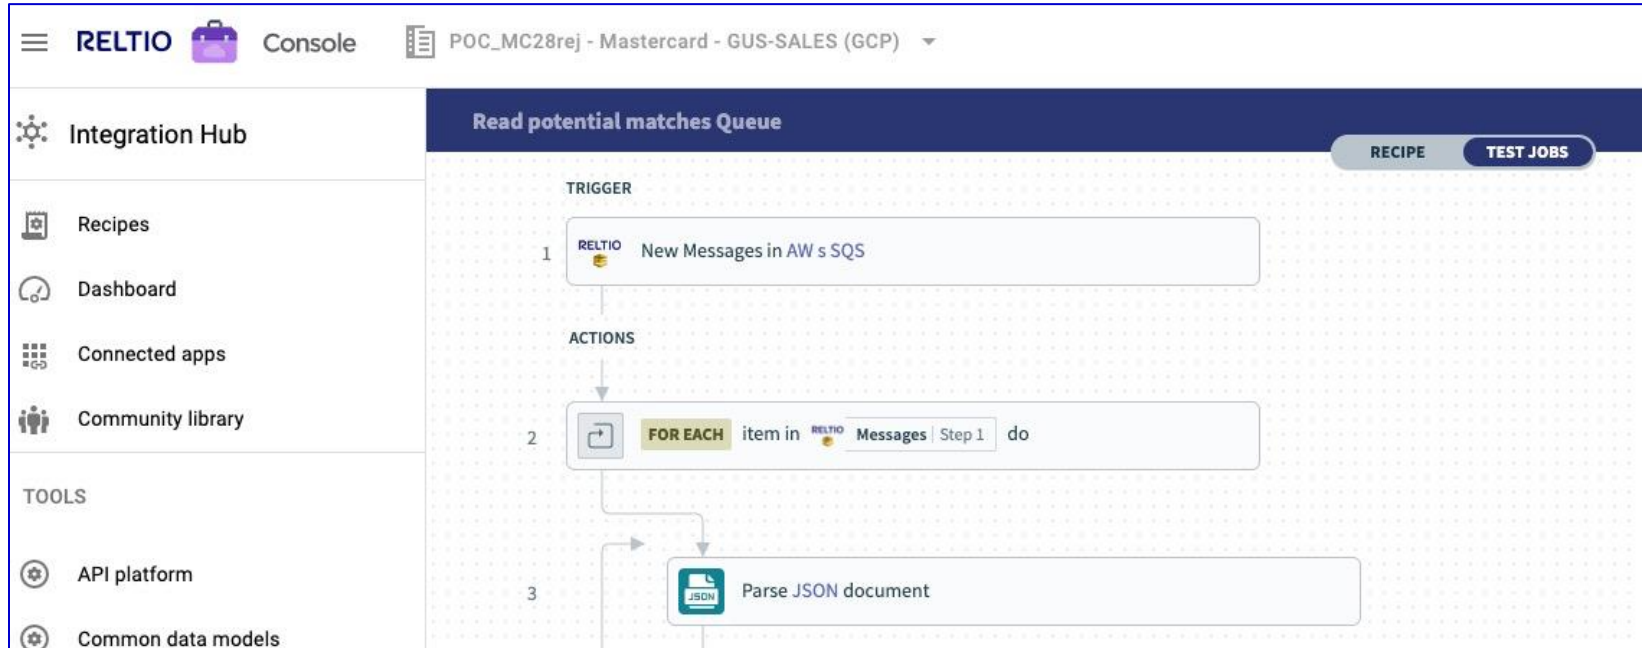 RELTIO Console POC_MC28rej - Mastercard - GUS-SALES (GCP)
Integration Hub
Recipes
Dashboard
Connected apps
Community library
TOOLS
API platform
Common data models
Read potential matches Queue
RECIPE TEST JOBS
TRIGGER
1 RELTIO New Messages in AW s SQS
ACTIONS
2 FOR EACH item in RELTIO Messages Step 1 do
3 JSON Parse JSON document